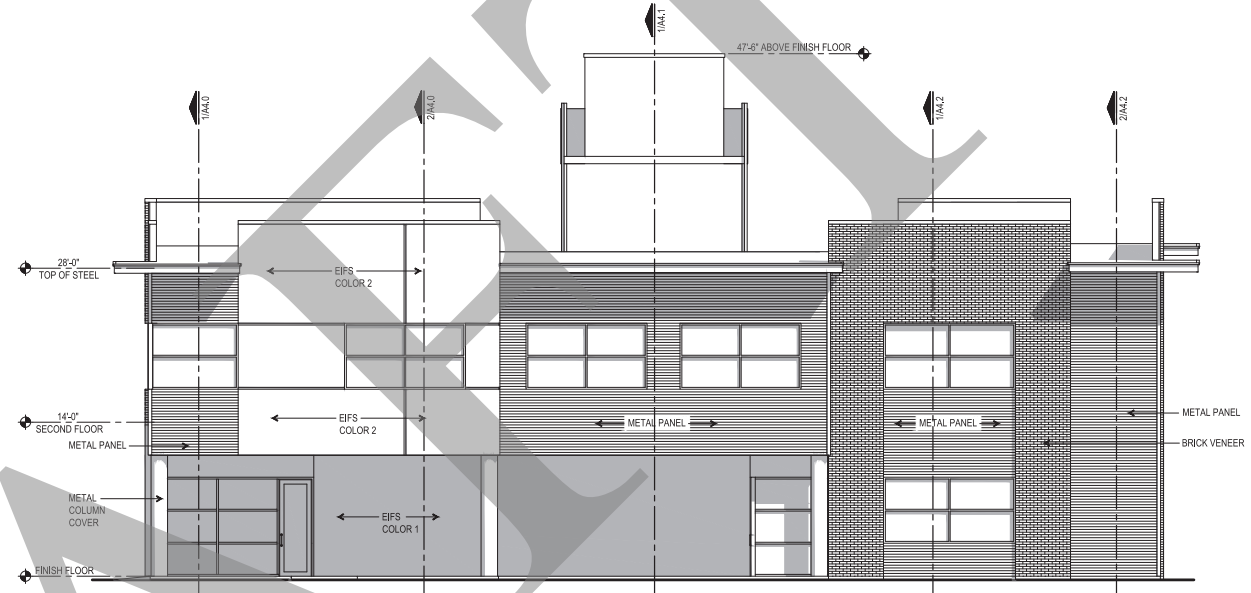 1/A4.1
47'-6" ABOVE FINISH FLOOR
1/A4.0
2/A4.0
1/A4.2
2/A4.2
28'-0"
TOP OF STEEL
EIFS
COLOR 2
14'-0"
SECOND FLOOR
EIFS
COLOR 2
METAL PANEL
METAL PANEL
METAL PANEL
METAL PANEL
BRICK VENEER
METAL
COLUMN
COVER
EIFS
COLOR 1
FINISH FLOOR